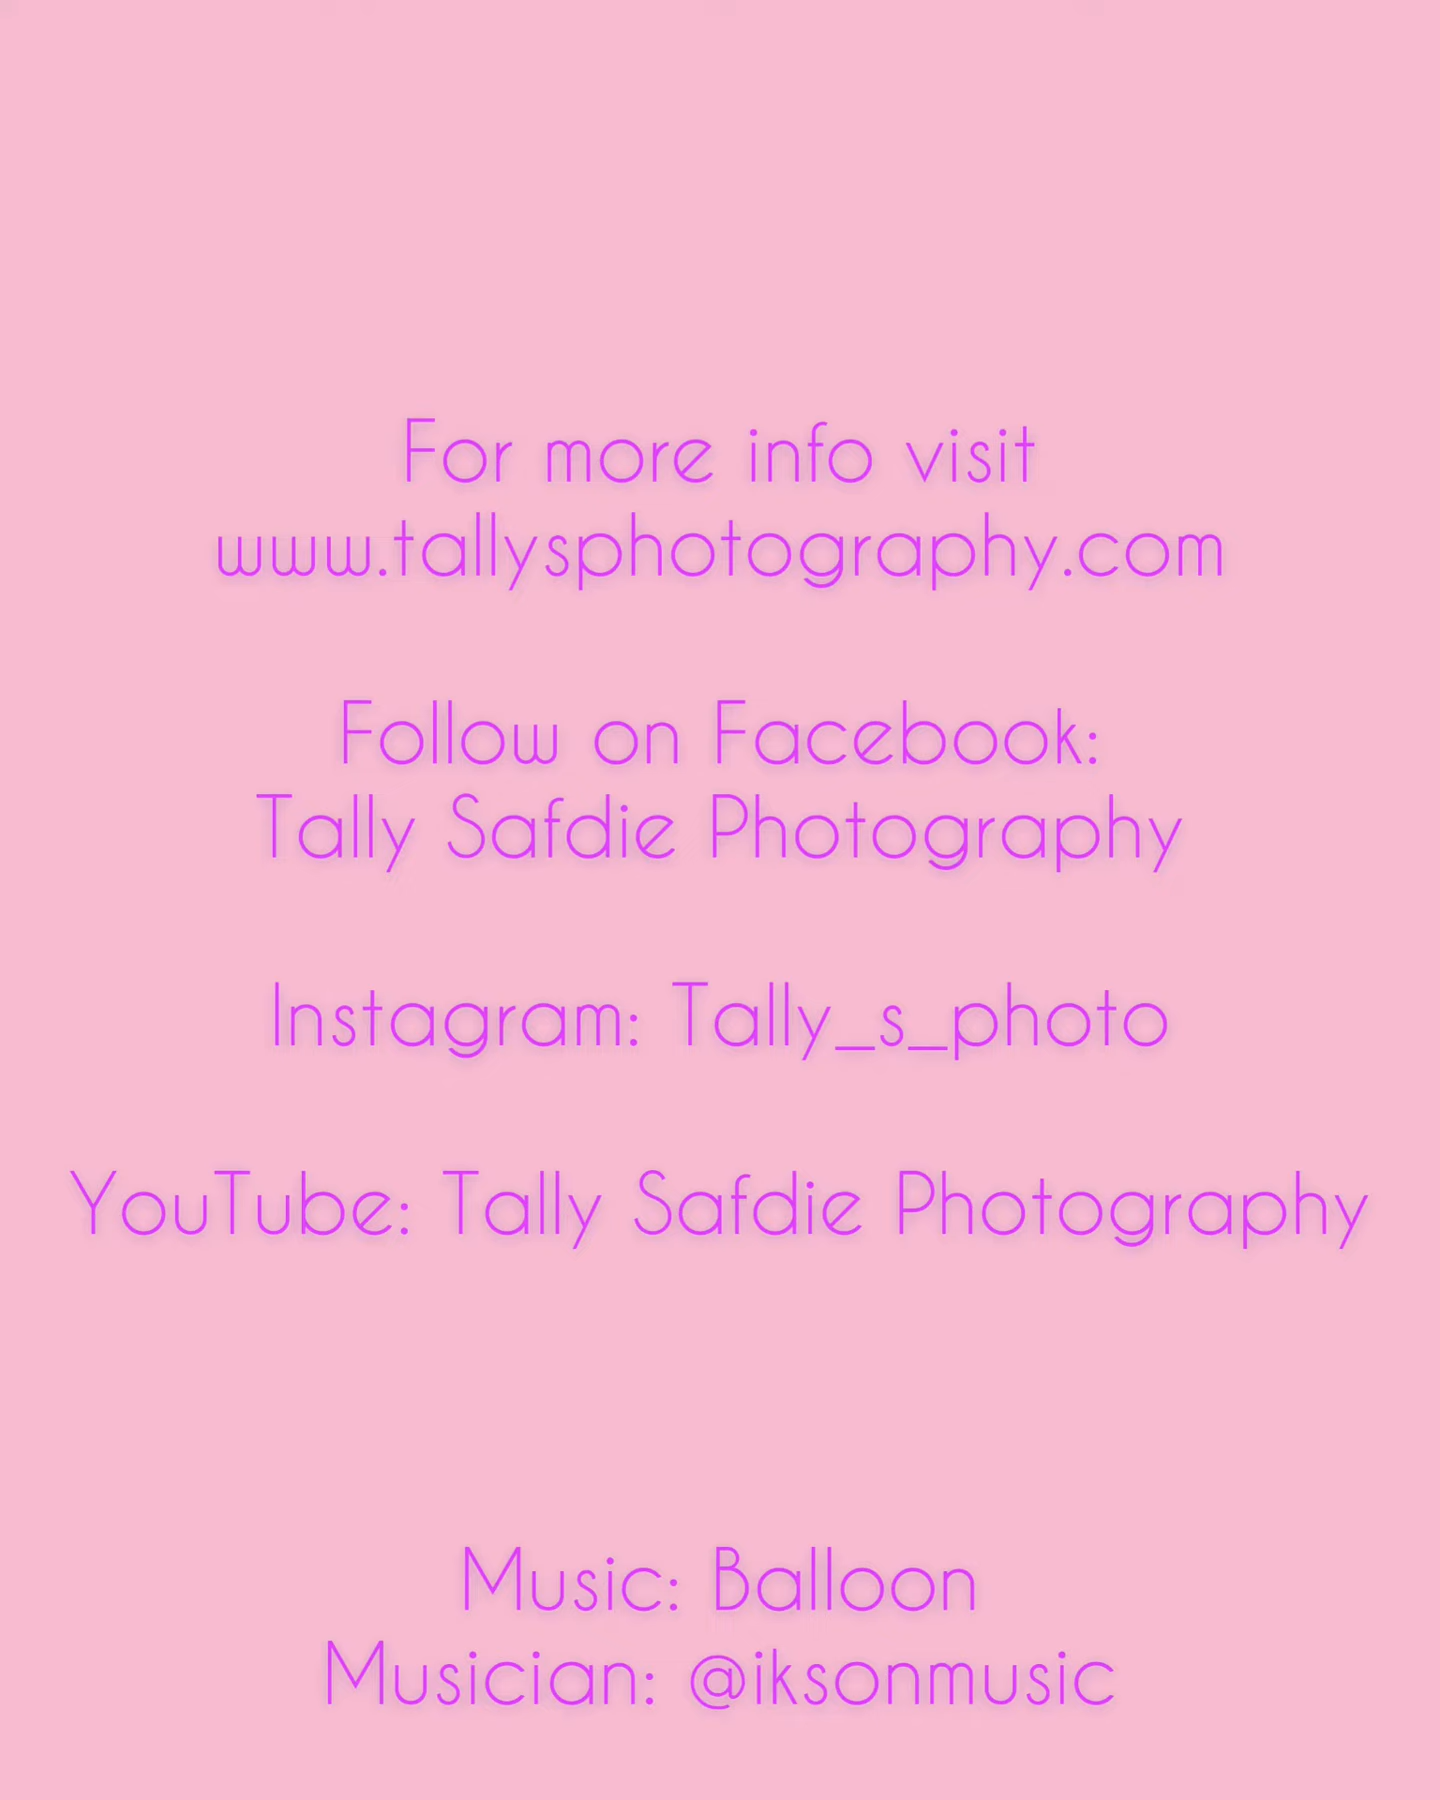 For more info visit
www.tallysphotography.com
Follow on Facebook:
Tally Safdie Photography
Instagram: Tally_s_photo
YouTube: Tally Safdie Photography
Music: Balloon
Musician: @iksonmusic